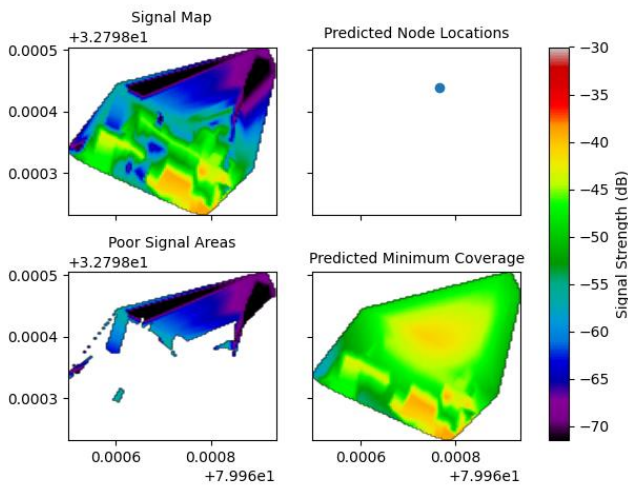 Signal Map
+3.2798e1
0.0005
0.0004
0.0003
Predicted Node Locations
Poor Signal Areas
+3.2798e1
0.0005
0.0004
0.0003
0.0006
0.0008
+7.996e1
Predicted Minimum Coverage
0.0006
0.0008
+7.996e1
−30
−35
−40
−45
−50
−55
−60
−65
−70
Signal Strength (dB)